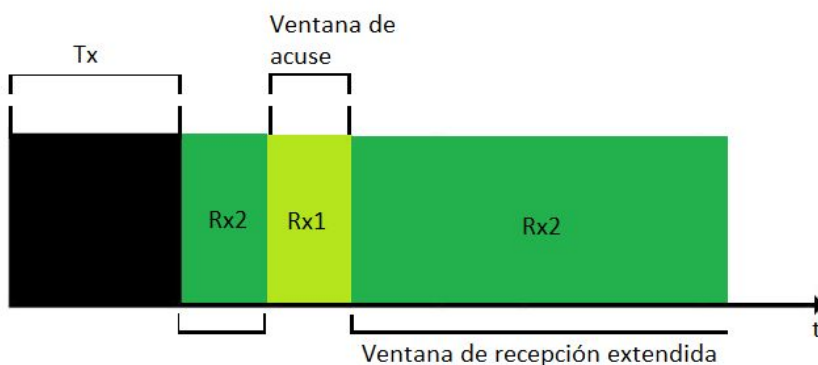 Ventana de
acuse
Tx
Rx2
Rx1
Rx2
t
Ventana de recepción extendida